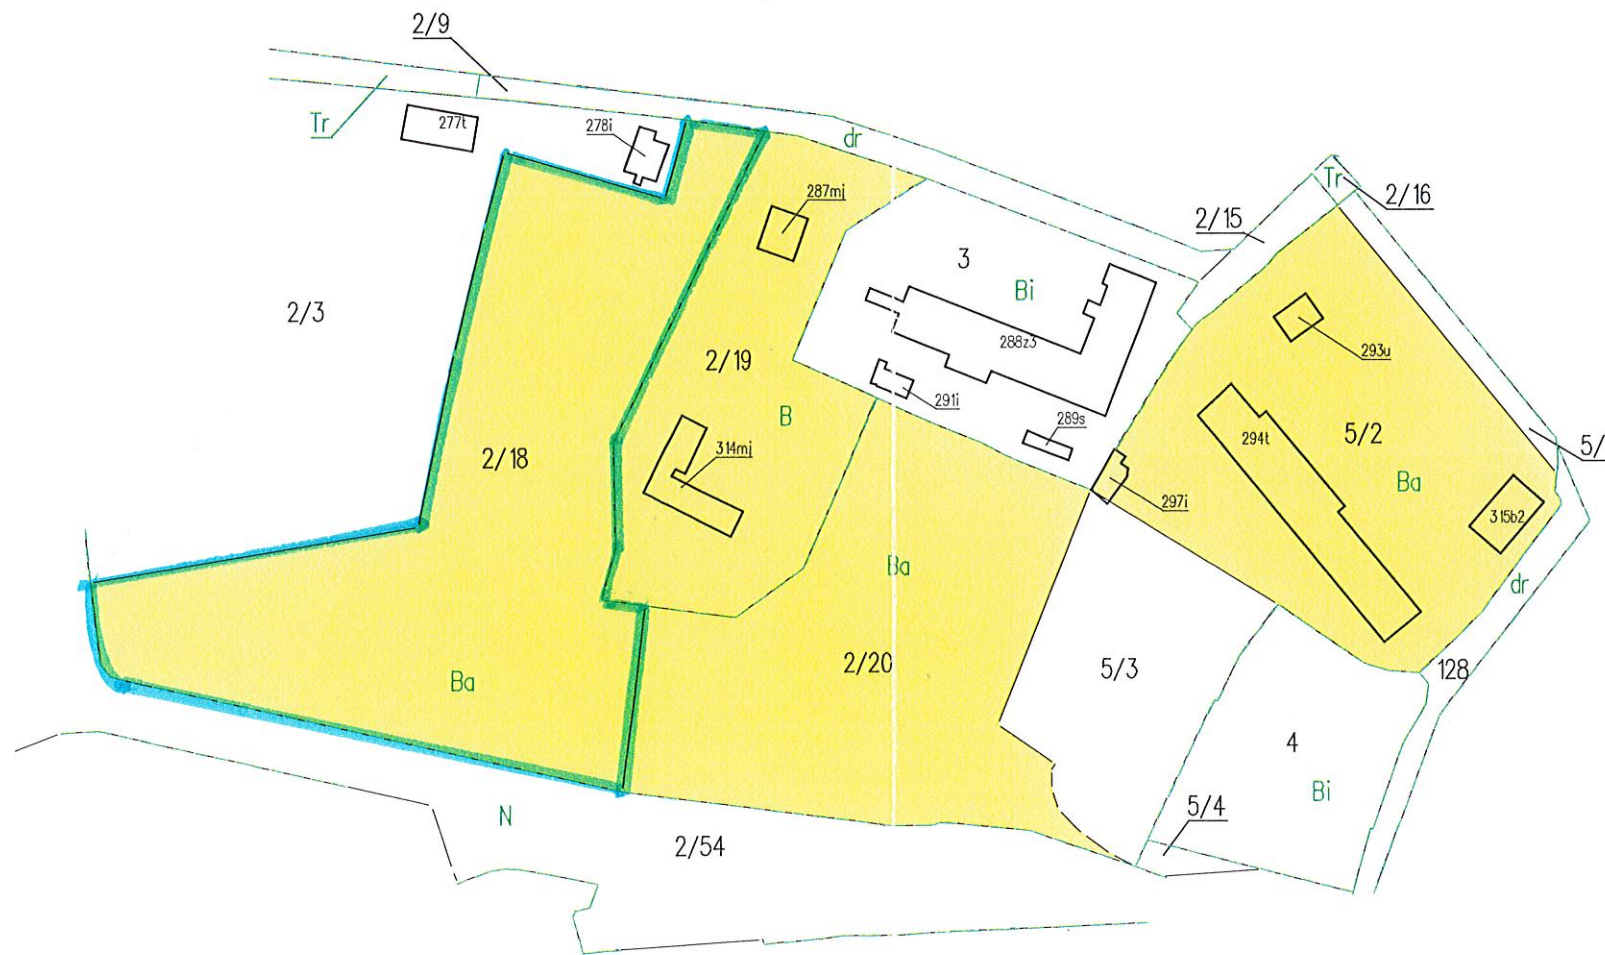 2/9
Tr
277t
278i
dr
287mj
3
Bi
2/15
Tr
2/16
2/3
288z3
293u
2/19
291i
B
289s
5/2
294t
5/
2/18
314mj
297i
Ba
315b2
Ba
dr
2/20
5/3
128
Ba
4
Bi
N
5/4
2/54